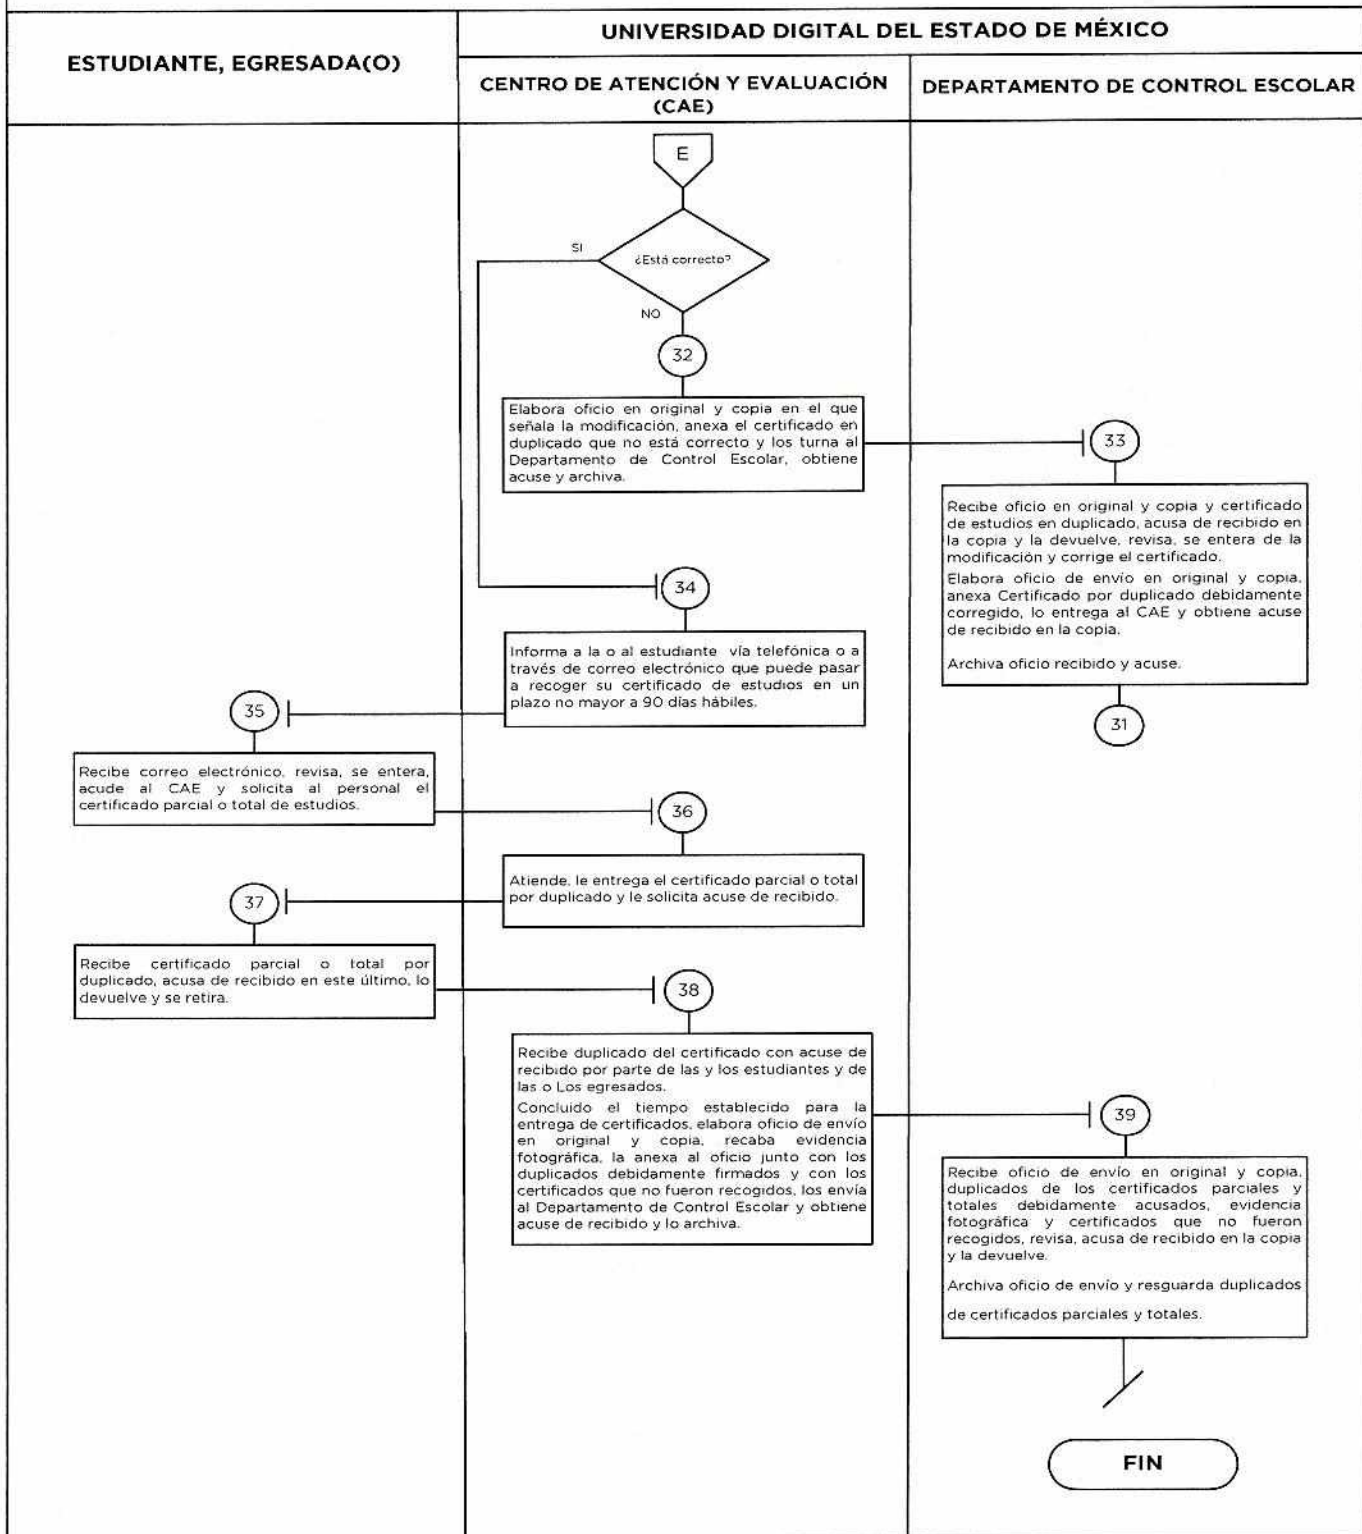 UNIVERSIDAD DIGITAL DEL ESTADO DE MÉXICO
ESTUDIANTE, EGRESADA(O)
CENTRO DE ATENCIÓN Y EVALUACIÓN
(CAE)
DEPARTAMENTO DE CONTROL ESCOLAR
E
SI
¿Está correcto?
NO
32
Elabora oficio en original y copia en el que
señala la modificación, anexa el certificado en
duplicado que no está correcto y los turna al
Departamento de Control Escolar, obtiene
acuse y archiva.
33
Recibe oficio en original y copia y certificado
de estudios en duplicado, acusa de recibido en
la copia y la devuelve, revisa, se entera de la
modificación y corrige el certificado.
Elabora oficio de envío en original y copia,
anexa Certificado por duplicado debidamente
corregido, lo entrega al CAE y obtiene acuse
de recibido en la copia.
Archiva oficio recibido y acuse.
31
34
Informa a la o al estudiante vía telefónica o a
través de correo electrónico que puede pasar
a recoger su certificado de estudios en un
plazo no mayor a 90 días hábiles.
35
Recibe correo electrónico, revisa, se entera,
acude al CAE y solicita al personal el
certificado parcial o total de estudios.
36
Atiende, le entrega el certificado parcial o total
por duplicado y le solicita acuse de recibido.
37
Recibe certificado parcial o total por
duplicado, acusa de recibido en este último, lo
devuelve y se retira.
38
Recibe duplicado del certificado con acuse de
recibido por parte de las y los estudiantes y de
las o Los egresados.
Concluido el tiempo establecido para la
entrega de certificados, elabora oficio de envío
en original y copia, recaba evidencia
fotográfica, la anexa al oficio junto con los
duplicados debidamente firmados y con los
certificados que no fueron recogidos, los envía
al Departamento de Control Escolar y obtiene
acuse de recibido y lo archiva.
39
Recibe oficio de envío en original y copia,
duplicados de los certificados parciales y
totales debidamente acusados, evidencia
fotográfica y certificados que no fueron
recogidos, revisa, acusa de recibido en la copia
y la devuelve.
Archiva oficio de envío y resguarda duplicados
de certificados parciales y totales.
FIN